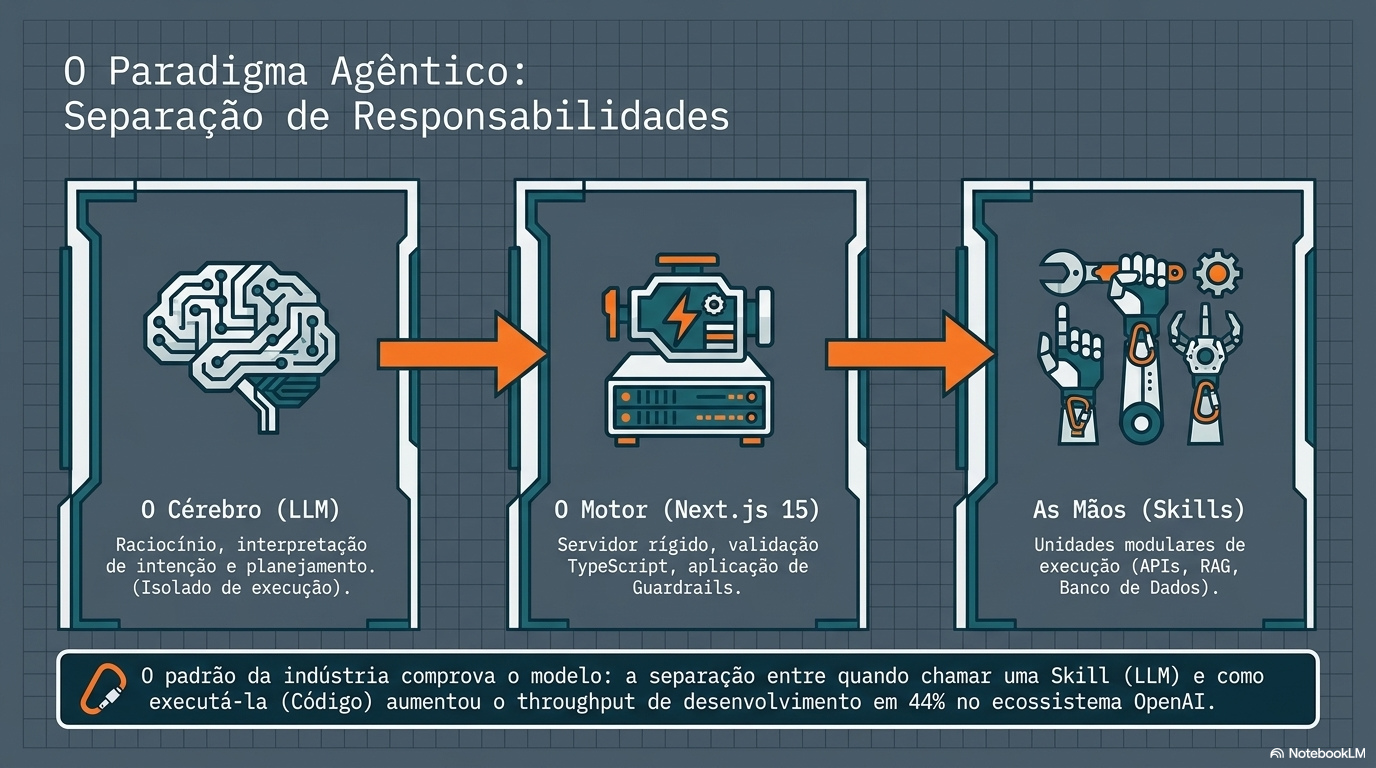 O Paradigma Agêntico:
Separação de Responsabilidades
O Cérebro (LLM)
Raciocínio, interpretação
de intenção e planejamento.
(Isolado de execução).
O Motor (Next.js 15)
Servidor rígido, validação
TypeScript, aplicação de
Guardrails.
As Mãos (Skills)
Unidades modulares de
execução (APIs, RAG,
Banco de Dados).
O padrão da indústria comprova o modelo: a separação entre quando chamar uma Skill (LLM) e como
executá-la (Código) aumentou o throughput de desenvolvimento em 44% no ecossistema OpenAI.
NotebookLM